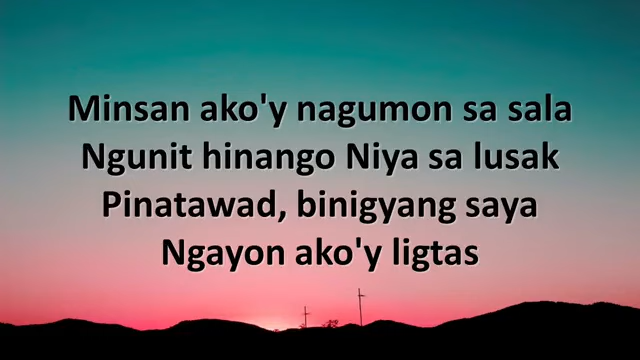 Minsan ako'y nagumon sa sala
Ngunit hinango Niya sa lusak
Pinatawad, binigyang saya
Ngayon ako'y ligtas